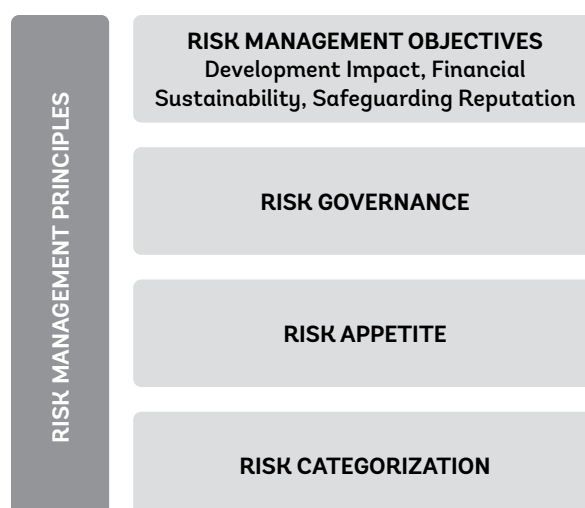 RISK MANAGEMENT PRINCIPLES
RISK MANAGEMENT OBJECTIVES
Development Impact, Financial
Sustainability, Safeguarding Reputation
RISK GOVERNANCE
RISK APPETITE
RISK CATEGORIZATION